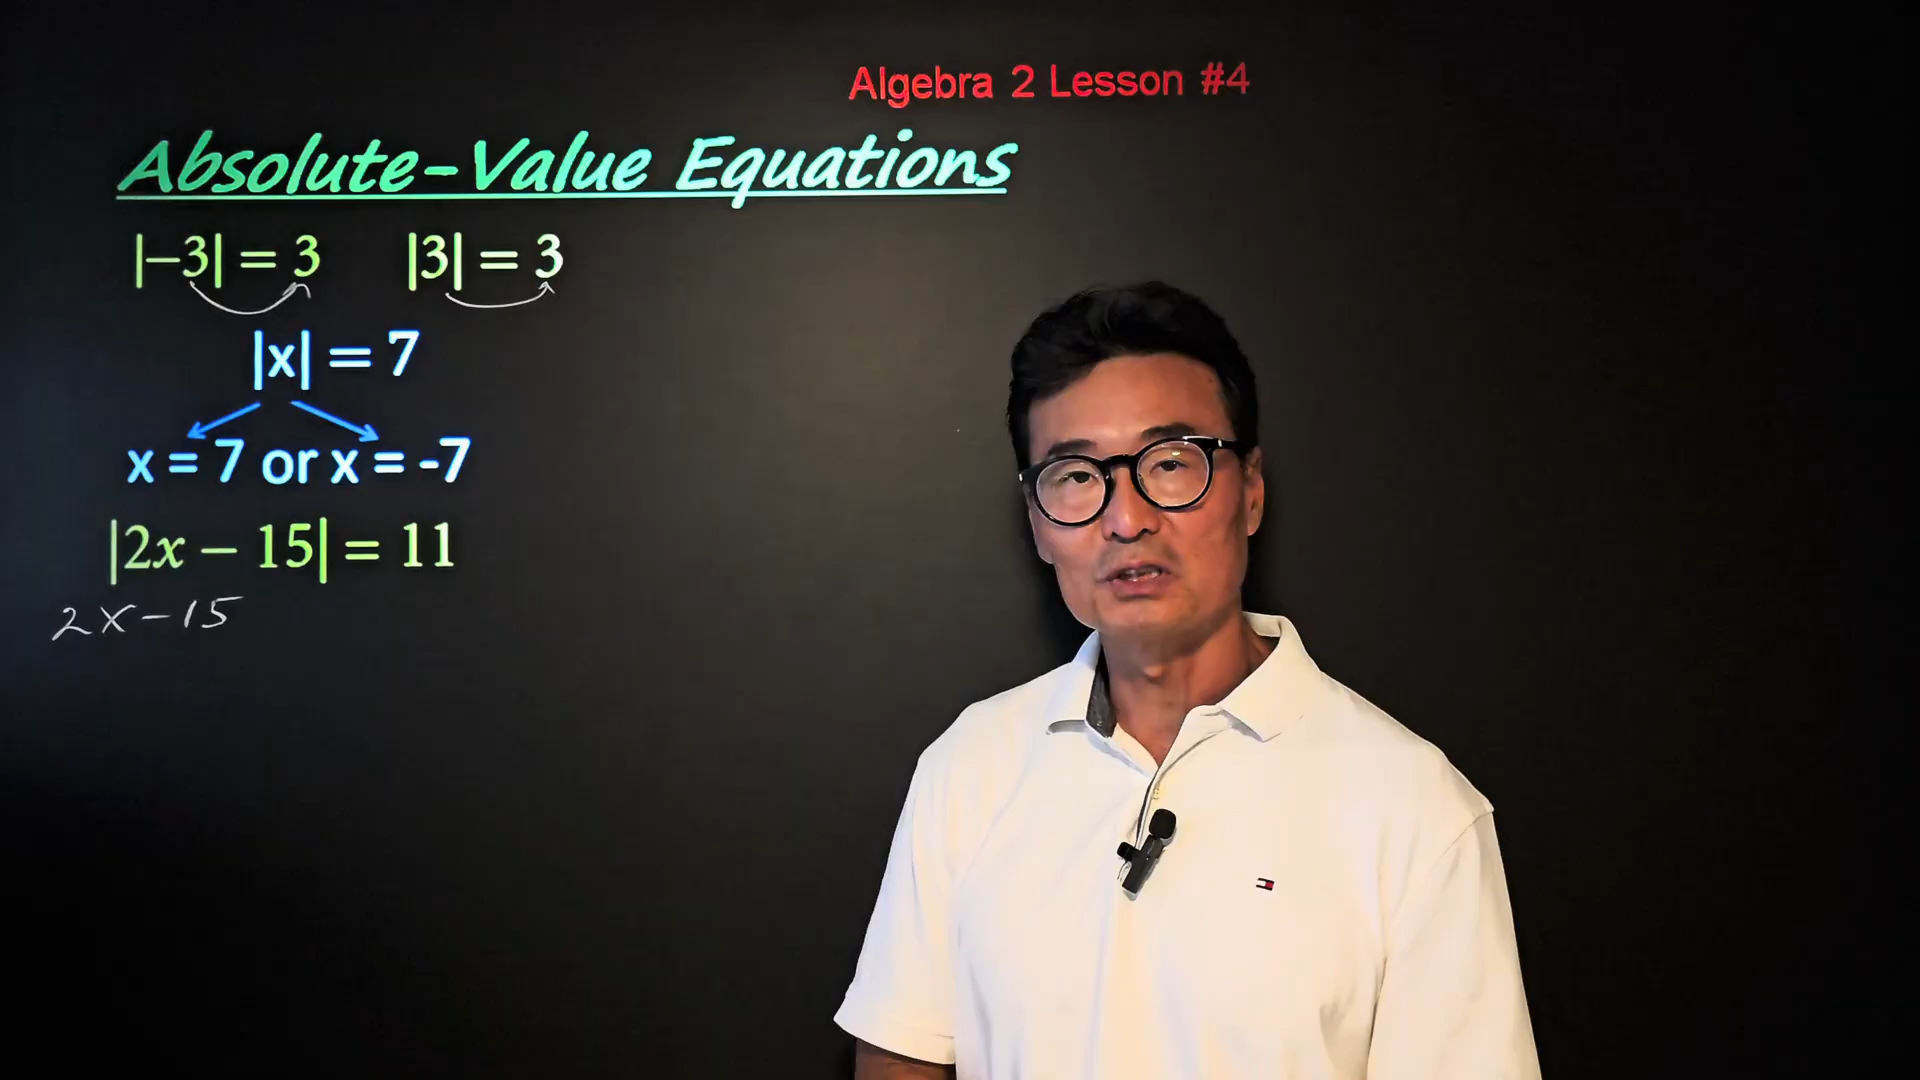 Algebra 2 Lesson #4
Absolute-Value Equations
|−3| = 3 |3| = 3
|x| = 7
x = 7 or x = -7
|2x − 15| = 11
2x-15